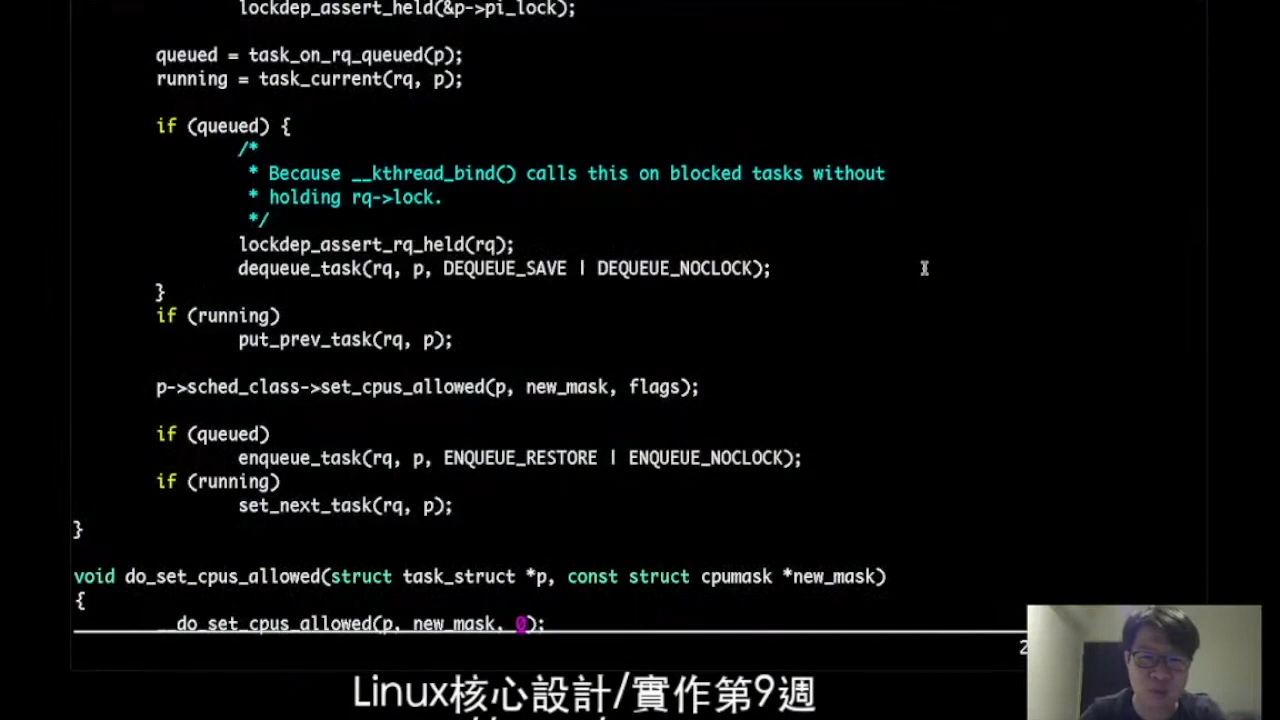 lockdep_assert_held(&p->pi_lock);
queued = task_on_rq_queued(p);
running = task_current(rq, p);
if (queued) {
/*
* Because __kthread_bind() calls this on blocked tasks without
* holding rq->lock.
*/
lockdep_assert_rq_held(rq);
dequeue_task(rq, p, DEQUEUE_SAVE | DEQUEUE_NOCLOCK);
}
if (running)
put_prev_task(rq, p);
p->sched_class->set_cpus_allowed(p, new_mask, flags);
if (queued)
enqueue_task(rq, p, ENQUEUE_RESTORE | ENQUEUE_NOCLOCK);
if (running)
set_next_task(rq, p);
}
void do_set_cpus_allowed(struct task_struct *p, const struct cpumask *new_mask)
{
__do_set_cpus_allowed(p, new_mask, 0);
Linux核心設計/實作第9週